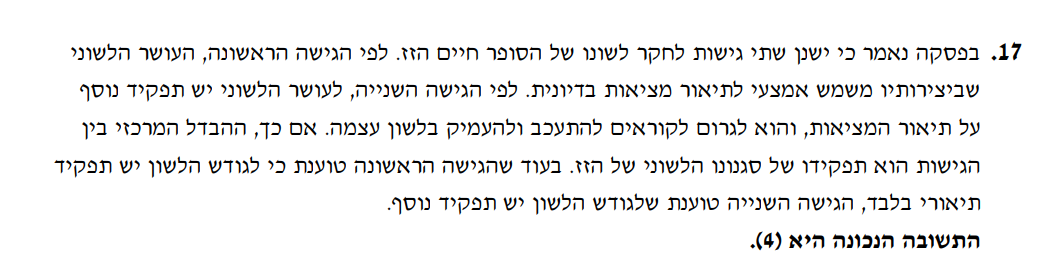 17. בפסקה נאמר כי ישנן שתי גישות לחקר לשונו של הסופר חיים הזז. לפי הגישה הראשונה, העושר הלשוני
שביצירותיו משמש אמצעי לתיאור מציאות בדיונית. לפי הגישה השנייה, לעושר הלשוני יש תפקיד נוסף
על תיאור המציאות, והוא לגרום לקוראים להתעכב ולהעמיק בלשון עצמה. אם כך, ההבדל המרכזי בין
הגישות הוא תפקידו של סגנונו הלשוני של הזז. בעוד שהגישה הראשונה טוענת כי לגודש הלשון יש תפקיד
תיאורי בלבד, הגישה השנייה טוענת שלגודש הלשון יש תפקיד נוסף.
התשובה הנכונה היא (4).